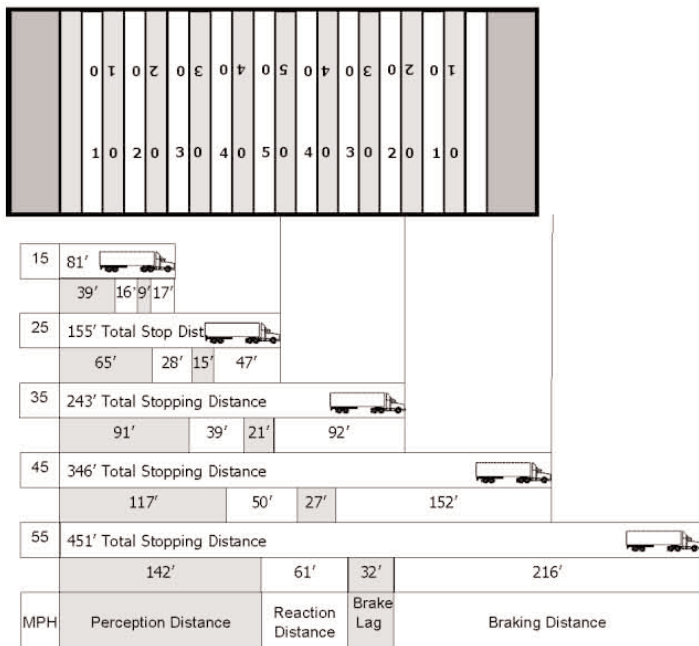 0 1 0 2 0 3 0 4 0 5 0 4 0 3 0 2 0 1
1 0 2 0 3 0 4 0 5 0 4 0 3 0 2 0 1 0
15 81′
39′ 16' 9′ 17′
25 155′ Total Stop Dist
65′ 28′ 15′ 47′
35 243′ Total Stopping Distance
91′ 39′ 21′ 92′
45 346′ Total Stopping Distance
117′ 50′ 27′ 152′
55 451′ Total Stopping Distance
142′ 61′ 32′ 216′
MPH Perception Distance Reaction Distance Brake Lag Braking Distance